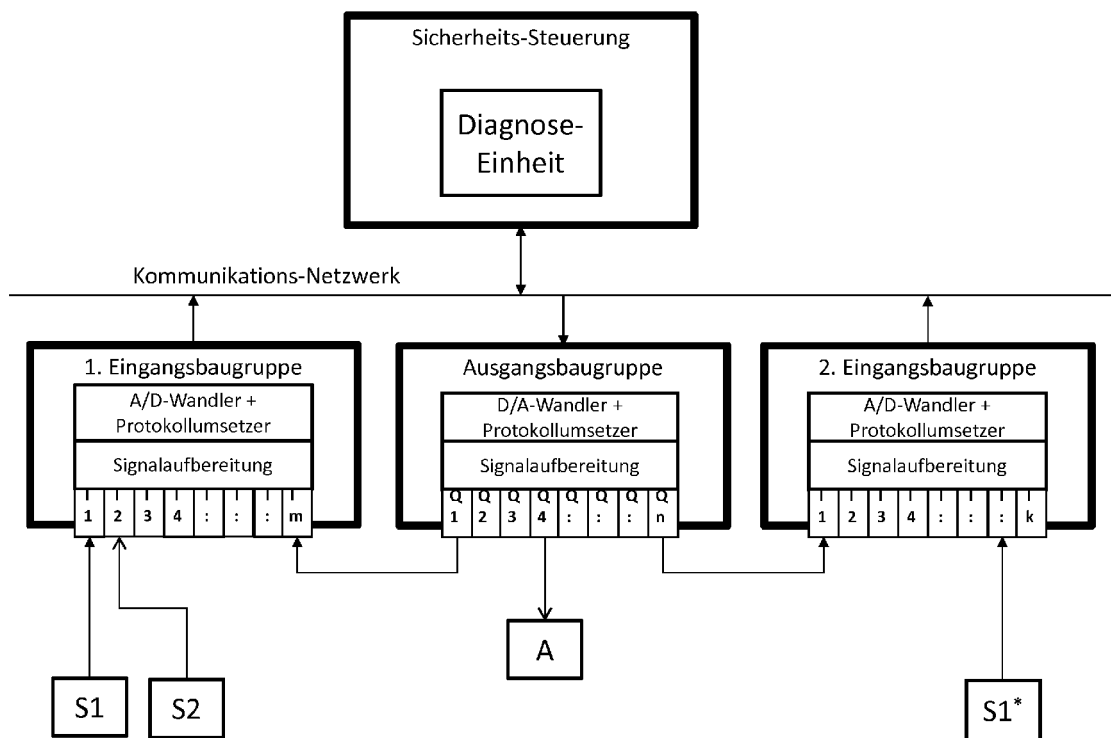 Sicherheits-Steuerung
Diagnose-
Einheit
Kommunikations-Netzwerk
1. Eingangsbaugruppe
A/D-Wandler +
Protokollumsetzer
Signalaufbereitung
I I I I I I I I
1 2 3 4 : : : m
Ausgangsbaugruppe
D/A-Wandler +
Protokollumsetzer
Signalaufbereitung
Q Q Q Q Q Q Q Q
1 2 3 4 : : : n
2. Eingangsbaugruppe
A/D-Wandler +
Protokollumsetzer
Signalaufbereitung
I I I I I I I I
1 2 3 4 : : : k
A
S1
S2
S1*